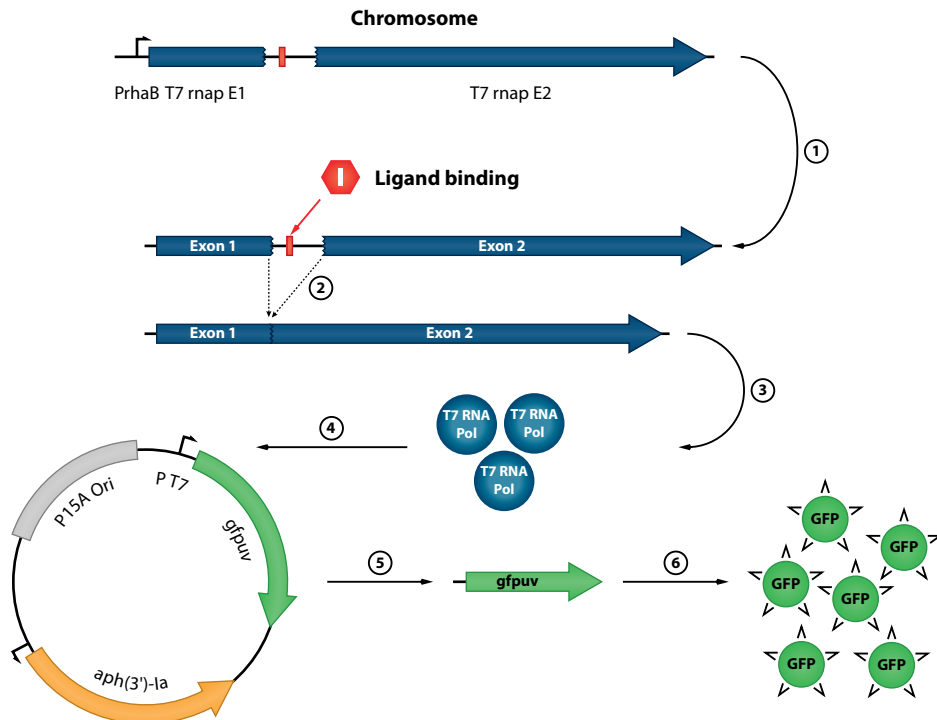 Chromosome
PrhaB T7 rnap E1
T7 rnap E2
1
I
Ligand binding
Exon 1
Exon 2
2
Exon 1
Exon 2
3
T7 RNA
Pol
T7 RNA
Pol
T7 RNA
Pol
4
P15A Ori
P T7
gfpuv
aph(3')-Ia
5
gfpuv
6
GFP
GFP
GFP
GFP
GFP
GFP